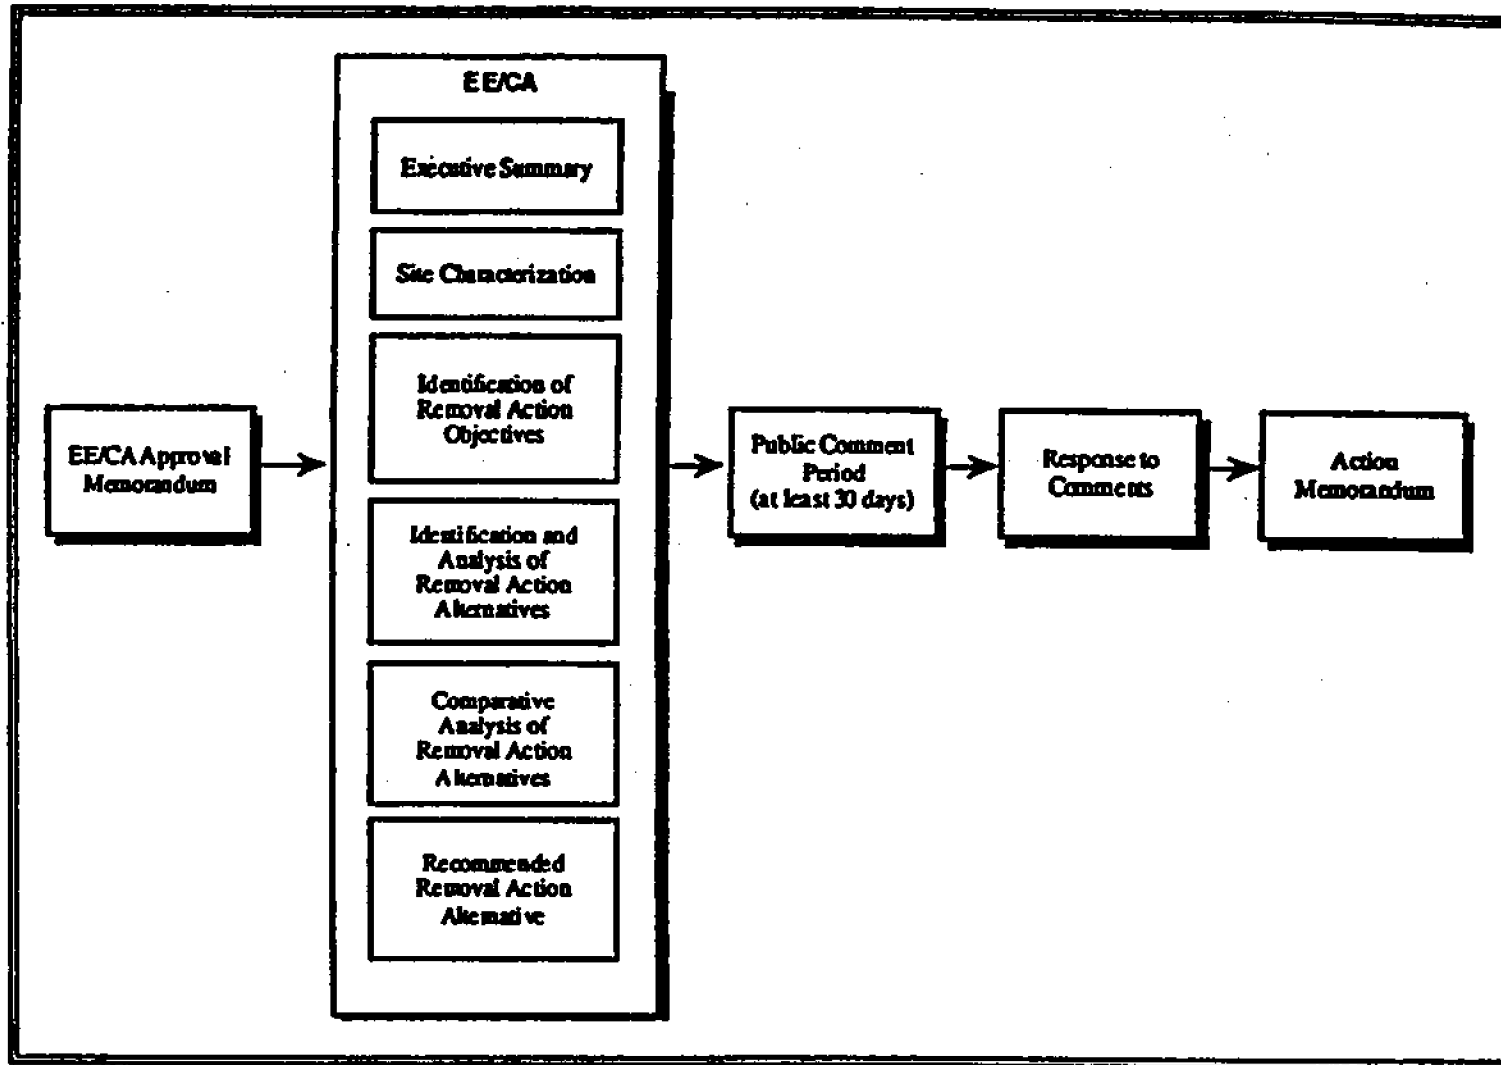 EE/CA
Executive Summary
Site Characterization
Identification of
Removal Action
Objectives
EE/CA Approval
Memorandum
Public Comment
Period
(at least 30 days)
Response to
Comments
Action
Memorandum
Identification and
Analysis of
Removal Action
Alternatives
Comparative
Analysis of
Removal Action
Alternatives
Recommended
Removal Action
Alternative